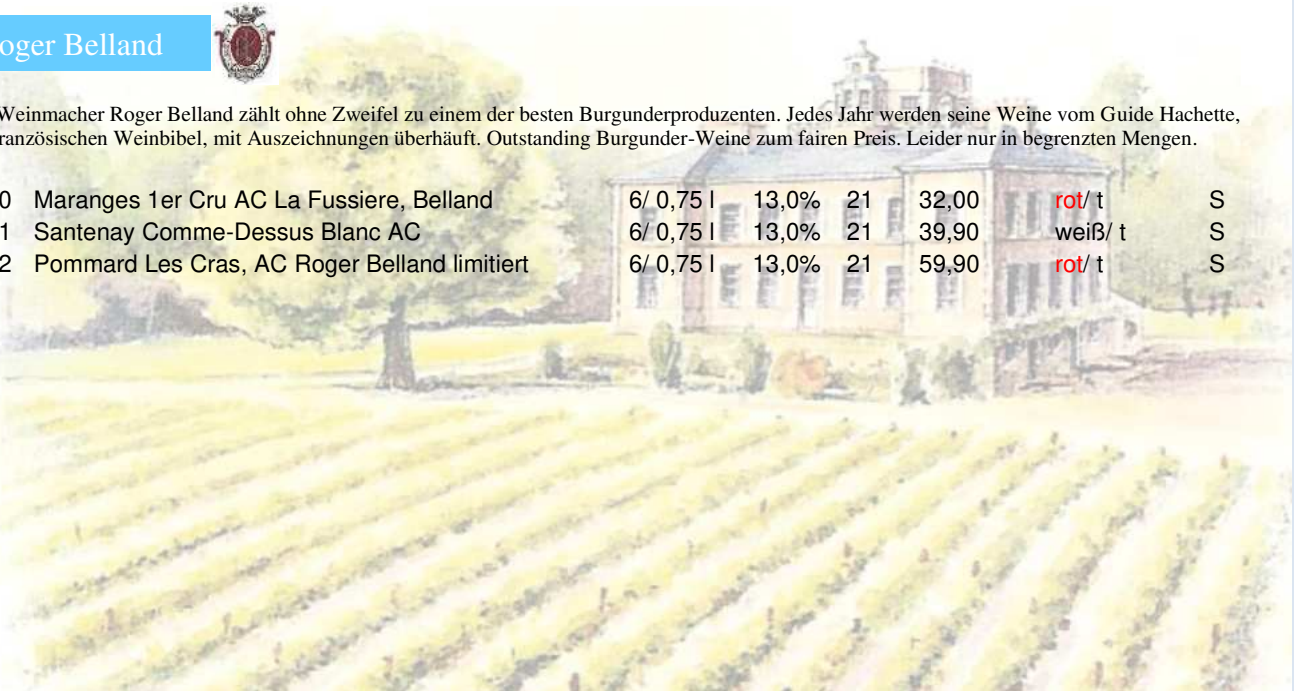 oger Belland
Weinmacher Roger Belland zählt ohne Zweifel zu einem der besten Burgunderproduzenten. Jedes Jahr werden seine Weine vom Guide Hachette,
ranzösischen Weinbibel, mit Auszeichnungen überhäuft. Outstanding Burgunder-Weine zum fairen Preis. Leider nur in begrenzten Mengen.
0 Maranges 1er Cru AC La Fussiere, Belland 6/ 0,75 l 13,0% 21 32,00 rot/ t S
1 Santenay Comme-Dessus Blanc AC 6/ 0,75 l 13,0% 21 39,90 weiß/ t S
2 Pommard Les Cras, AC Roger Belland limitiert 6/ 0,75 l 13,0% 21 59,90 rot/ t S